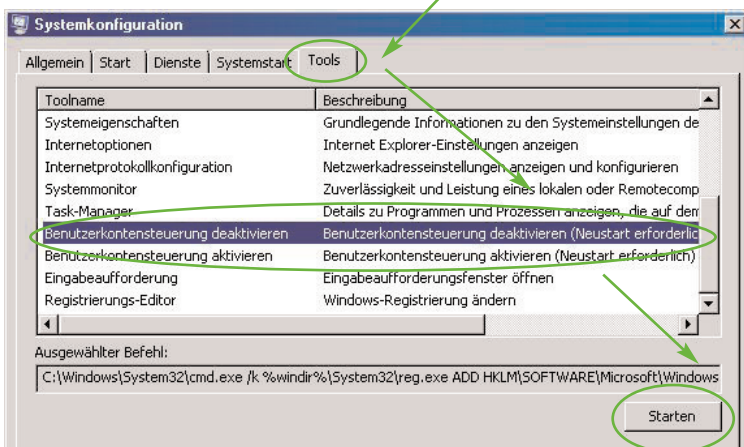 Systemkonfiguration
Allgemein Start Dienste Systemstart Tools
Toolname Beschreibung
Systemeigenschaften Grundlegende Informationen zu den Systemeinstellungen de
Internetoptionen Internet Explorer-Einstellungen anzeigen
Internetprotokollkonfiguration Netzwerkadresseinstellungen anzeigen und konfigurieren
Systemmonitor Zuverlässigkeit und Leistung eines lokalen oder Remotecomp
Task-Manager Details zu Programmen und Prozessen anzeigen, die auf dem
Benutzerkontensteuerung deaktivieren Benutzerkontensteuerung deaktivieren (Neustart erforderlic
Benutzerkontensteuerung aktivieren Benutzerkontensteuerung aktivieren (Neustart erforderlich)
Eingabeaufforderung Eingabeaufforderungsfenster öffnen
Registrierungs-Editor Windows-Registrierung ändern
Ausgewählter Befehl:
C:\Windows\System32\cmd.exe /k %windir%\System32\reg.exe ADD HKLM\SOFTWARE\Microsoft\Windows
Starten